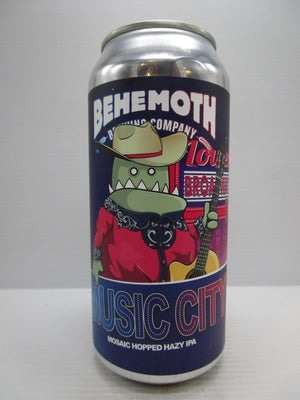 BEHEMOTH
BREWING COMPANY
MUSIC CITY
MOSAIC HOPPED HAZY IPA